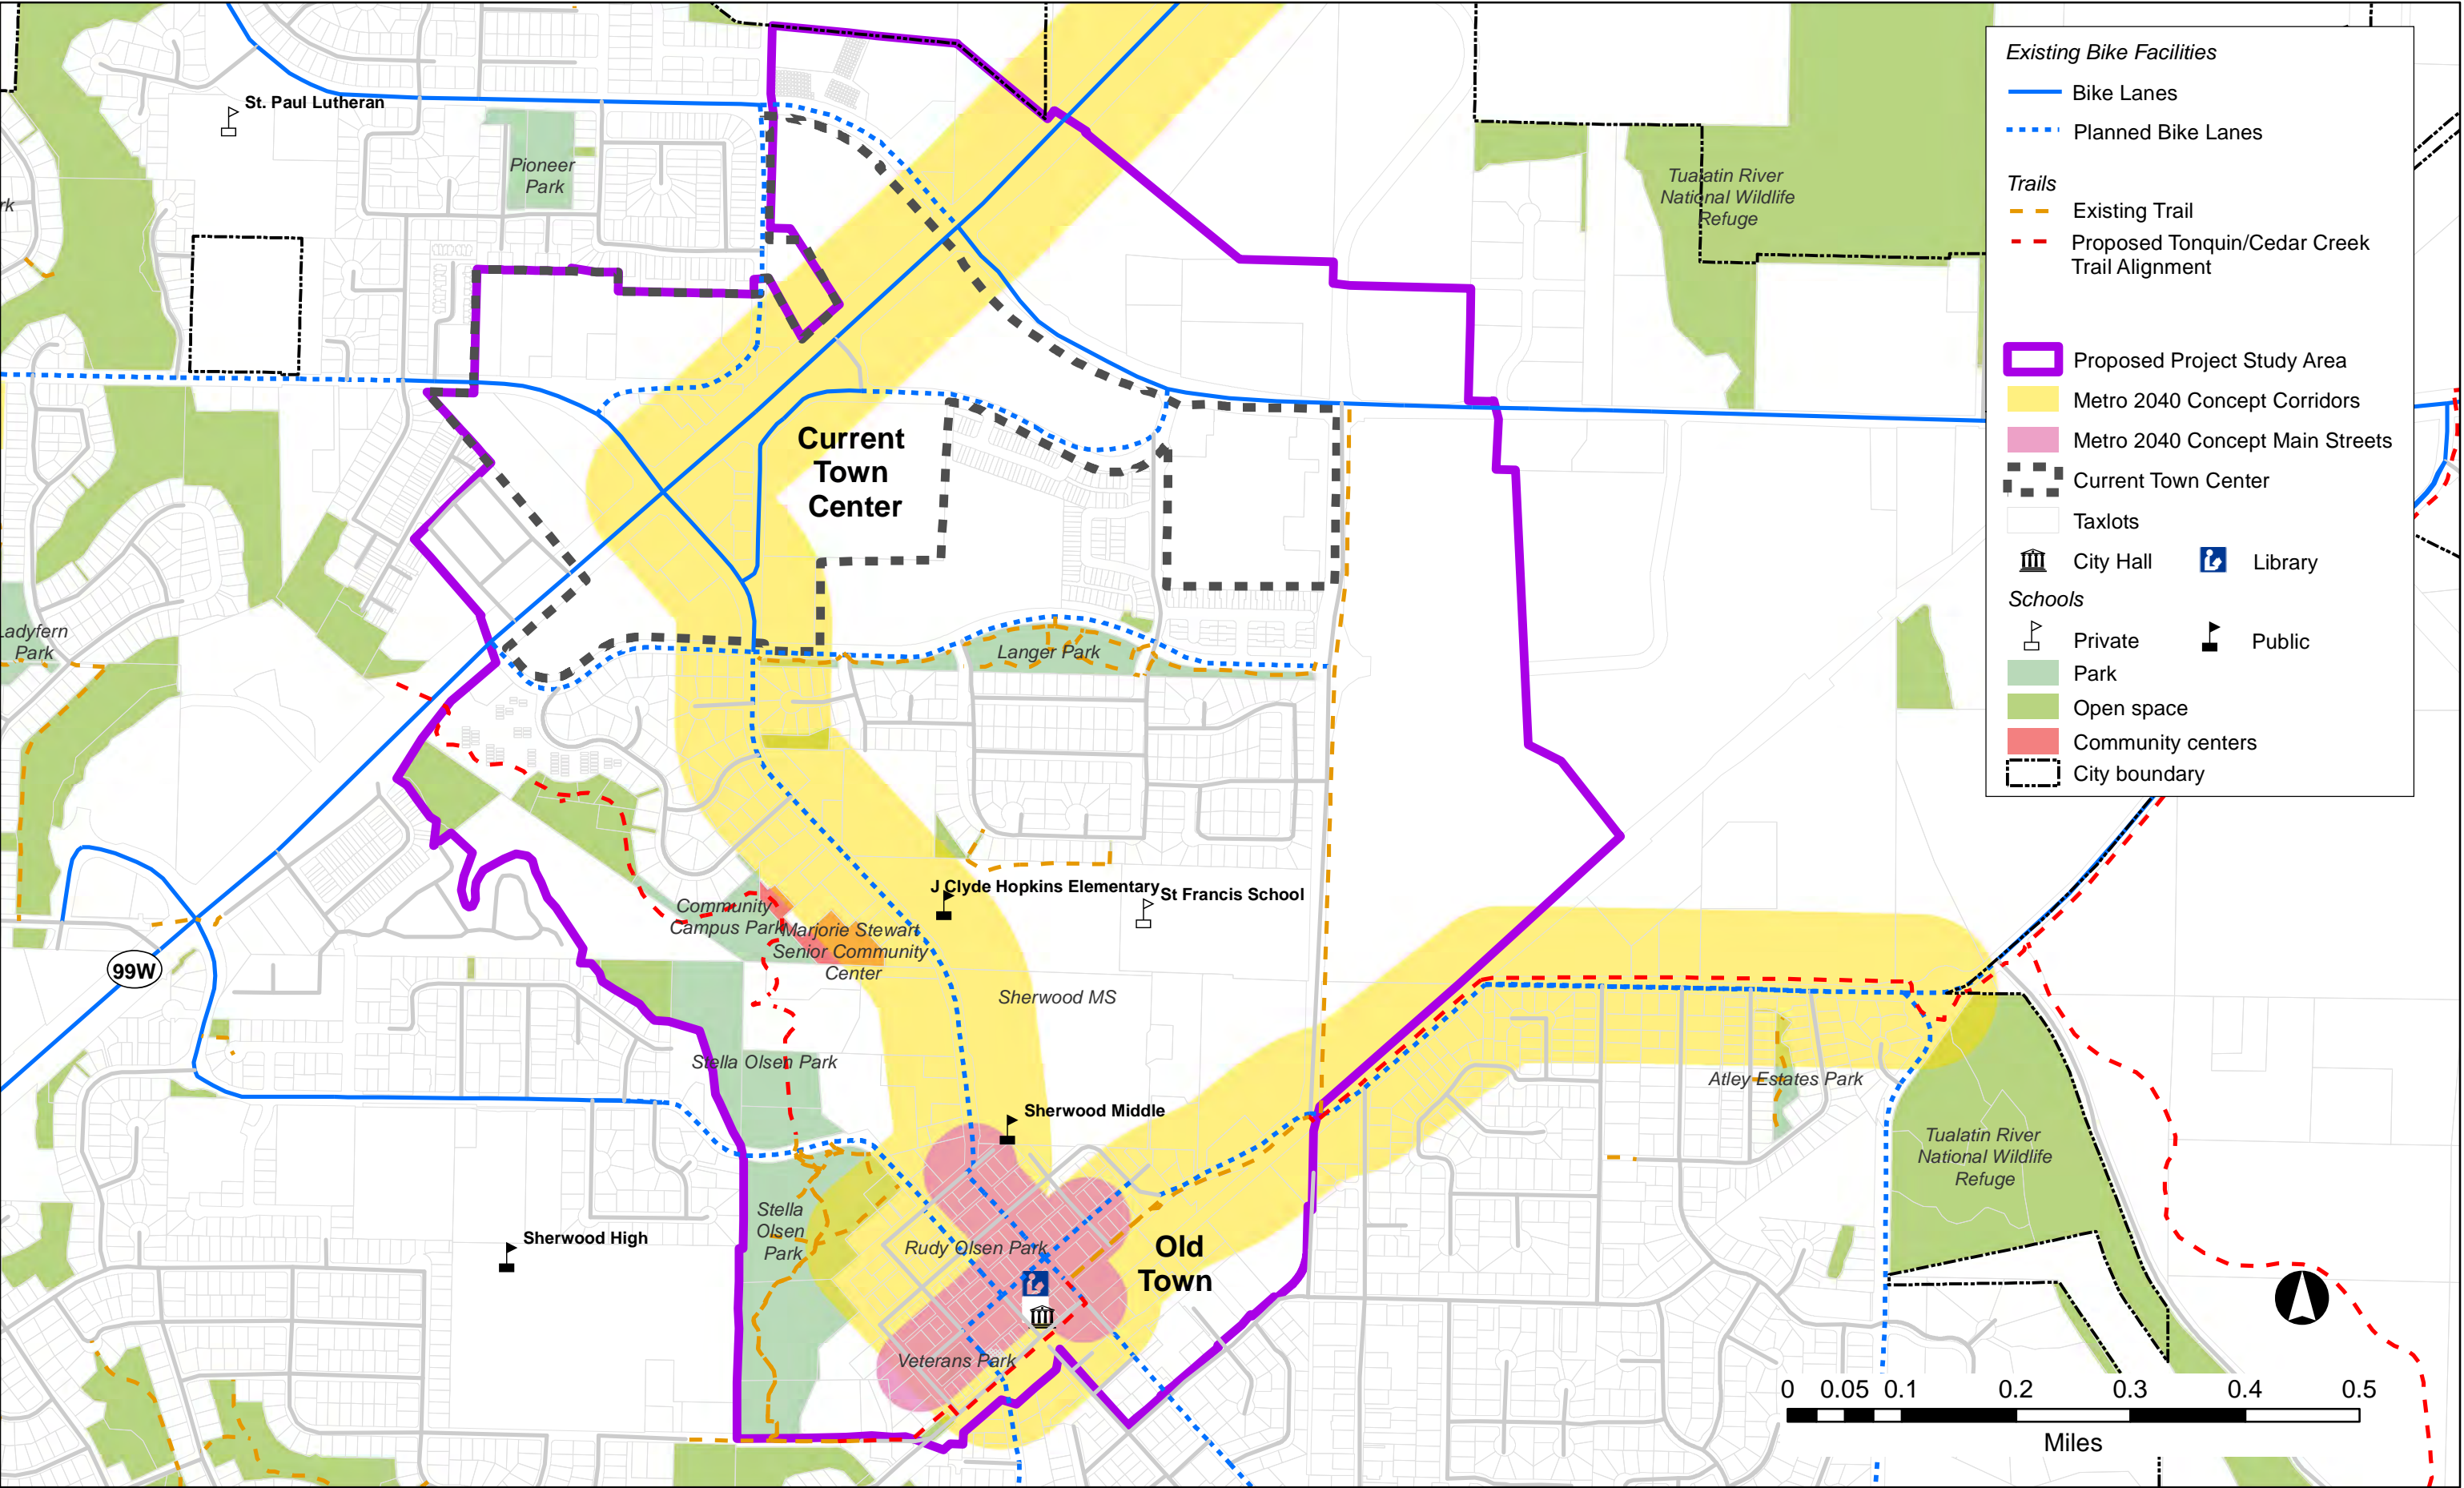 St. Paul Lutheran
Pioneer
Park
rk
Tualatin River
National Wildlife
Refuge
Current
Town
Center
Ladyfern
Park
Langer Park
J Clyde Hopkins Elementary
St Francis School
Community
Campus Park
Marjorie Stewart
Senior Community
Center
99W
Sherwood MS
Stella Olsen Park
Sherwood Middle
Atley Estates Park
Tualatin River
National Wildlife
Refuge
Stella
Olsen
Park
Sherwood High
Rudy Olsen Park
Old
Town
Veterans Park
Existing Bike Facilities
Bike Lanes
Planned Bike Lanes
Trails
Existing Trail
Proposed Tonquin/Cedar Creek
Trail Alignment
Proposed Project Study Area
Metro 2040 Concept Corridors
Metro 2040 Concept Main Streets
Current Town Center
Taxlots
City Hall Library
Schools
Private Public
Park
Open space
Community centers
City boundary
0 0.05 0.1 0.2 0.3 0.4 0.5
Miles